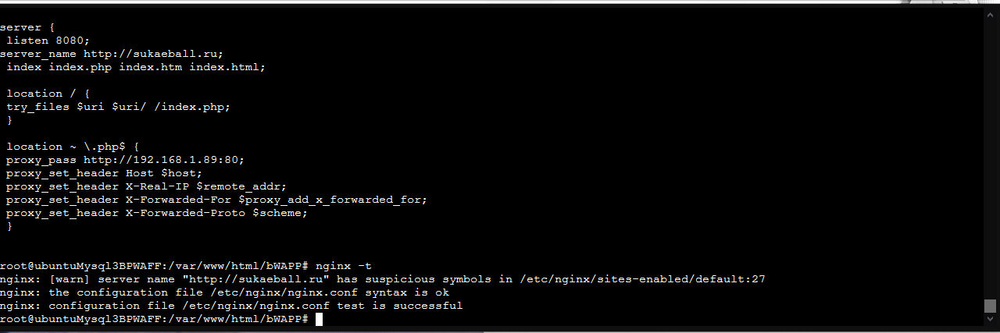 server {
listen 8080;
server_name http://sukaeball.ru;
index index.php index.htm index.html;
location / {
try_files $uri $uri/ /index.php;
}
location ~ \.php$ {
proxy_pass http://192.168.1.89:80;
proxy_set_header Host $host;
proxy_set_header X-Real-IP $remote_addr;
proxy_set_header X-Forwarded-For $proxy_add_x_forwarded_for;
proxy_set_header X-Forwarded-Proto $scheme;
}
root@ubuntuMysql3BPWAFF:/var/www/html/bWAPP# nginx -t
nginx: [warn] server name "http://sukaeball.ru" has suspicious symbols in /etc/nginx/sites-enabled/default:27
nginx: the configuration file /etc/nginx/nginx.conf syntax is ok
nginx: configuration file /etc/nginx/nginx.conf test is successful
root@ubuntuMysql3BPWAFF:/var/www/html/bWAPP#